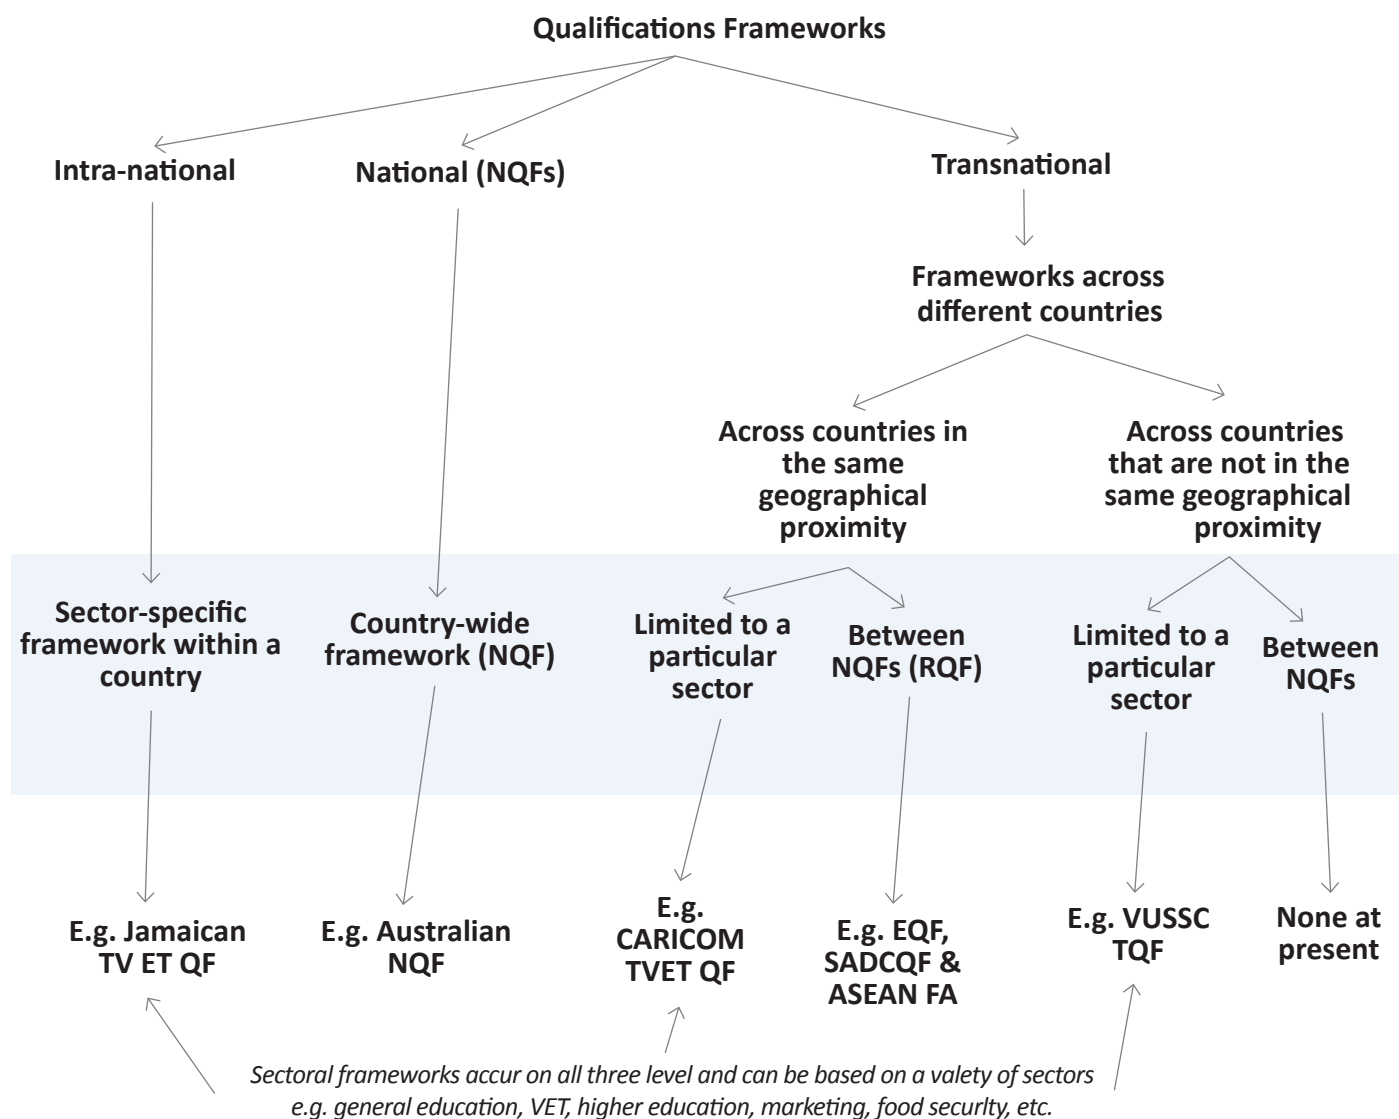 Qualifications Frameworks
Intra-national
National (NQFs)
Transnational
Frameworks across
different countries
Across countries in
the same
geographical
proximity
Across countries
that are not in the
same geographical
proximity
Sector-specific
framework within a
country
Country-wide
framework (NQF)
Limited to a
particular
sector
Between
NQFs (RQF)
Limited to a
particular
sector
Between
NQFs
E.g. Jamaican
TV ET QF
E.g. Australian
NQF
E.g.
CARICOM
TVET QF
E.g. EQF,
SADCQF &
ASEAN FA
E.g. VUSSC
TQF
None at
present
Sectoral frameworks accur on all three level and can be based on a valety of sectors
e.g. general education, VET, higher education, marketing, food securlty, etc.